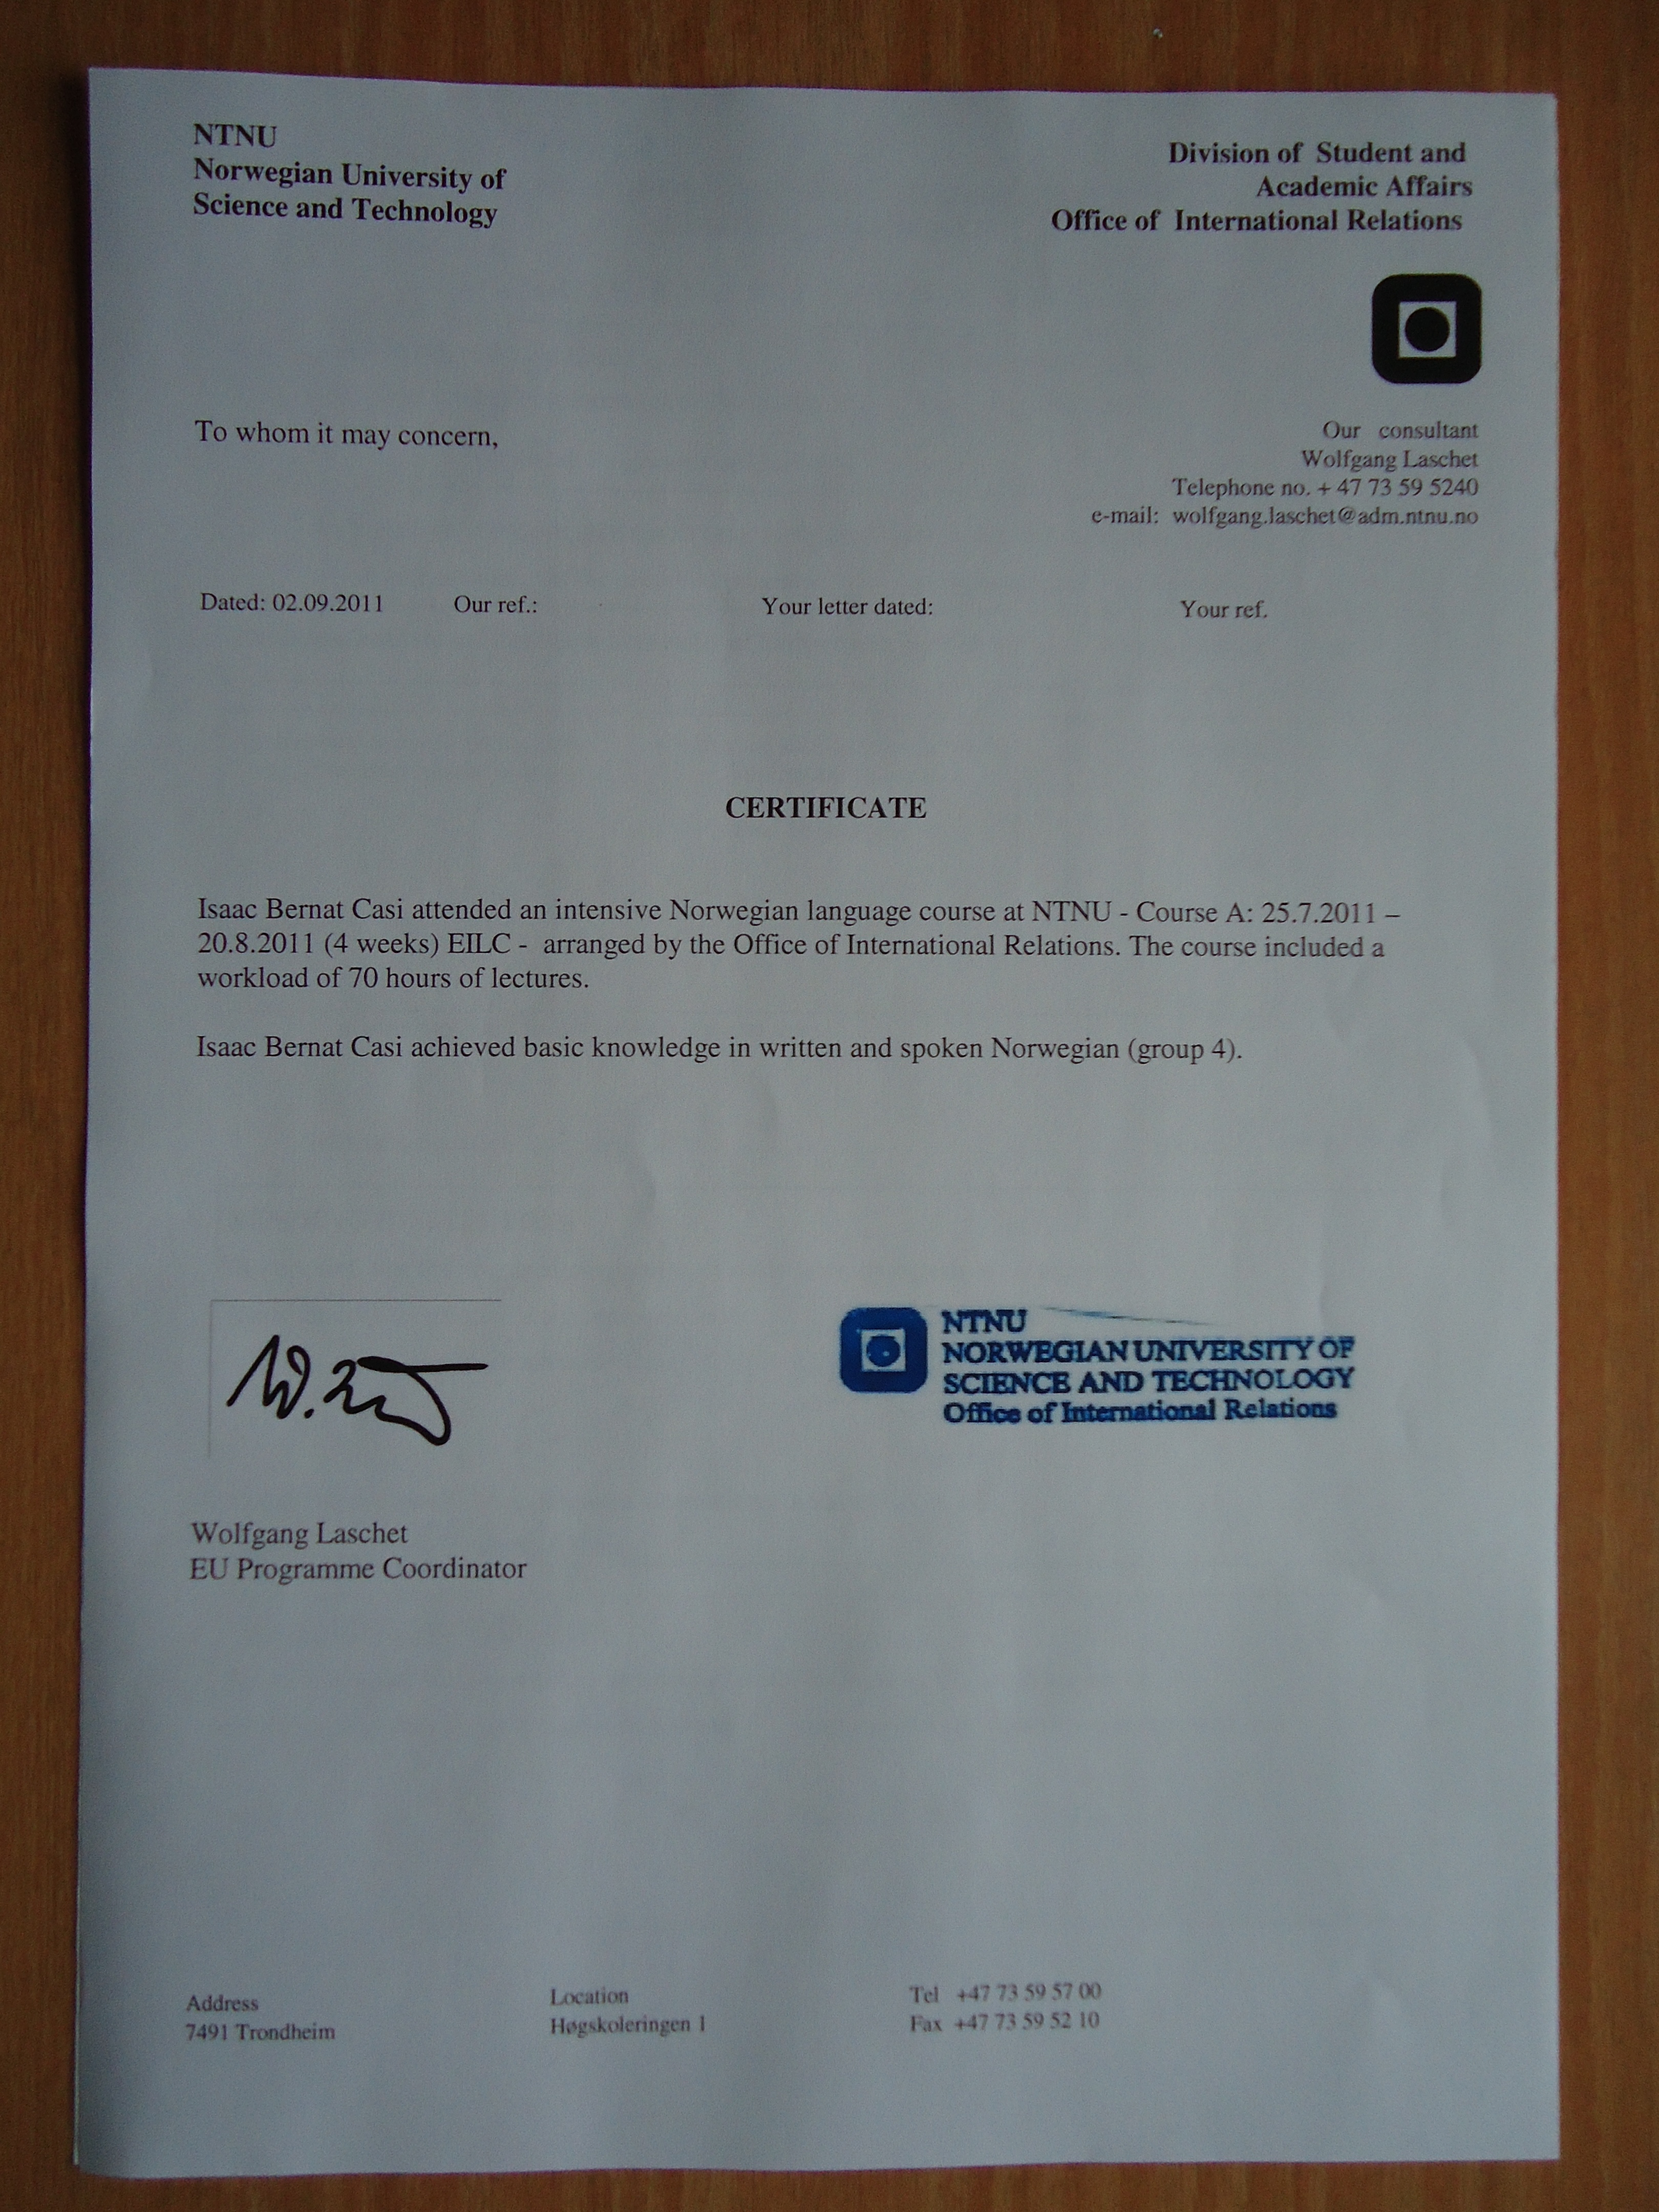 NTNU
Norwegian University of
Science and Technology
Division of Student and
Academic Affairs
Office of International Relations
To whom it may concern,
Our consultant
Wolfgang Laschet
Telephone no. + 47 73 59 5240
e-mail: wolfgang.laschet@adm.ntnu.no
Dated: 02.09.2011 Our ref.: Your letter dated: Your ref.
CERTIFICATE
Isaac Bernat Casi attended an intensive Norwegian language course at NTNU - Course A: 25.7.2011 –
20.8.2011 (4 weeks) EILC - arranged by the Office of International Relations. The course included a
workload of 70 hours of lectures.
Isaac Bernat Casi achieved basic knowledge in written and spoken Norwegian (group 4).
NTNU
NORWEGIAN UNIVERSITY OF
SCIENCE AND TECHNOLOGY
Office of International Relations
Wolfgang Laschet
EU Programme Coordinator
Address
7491 Trondheim
Location
Høgskoleringen 1
Tel +47 73 59 57 00
Fax +47 73 59 52 10